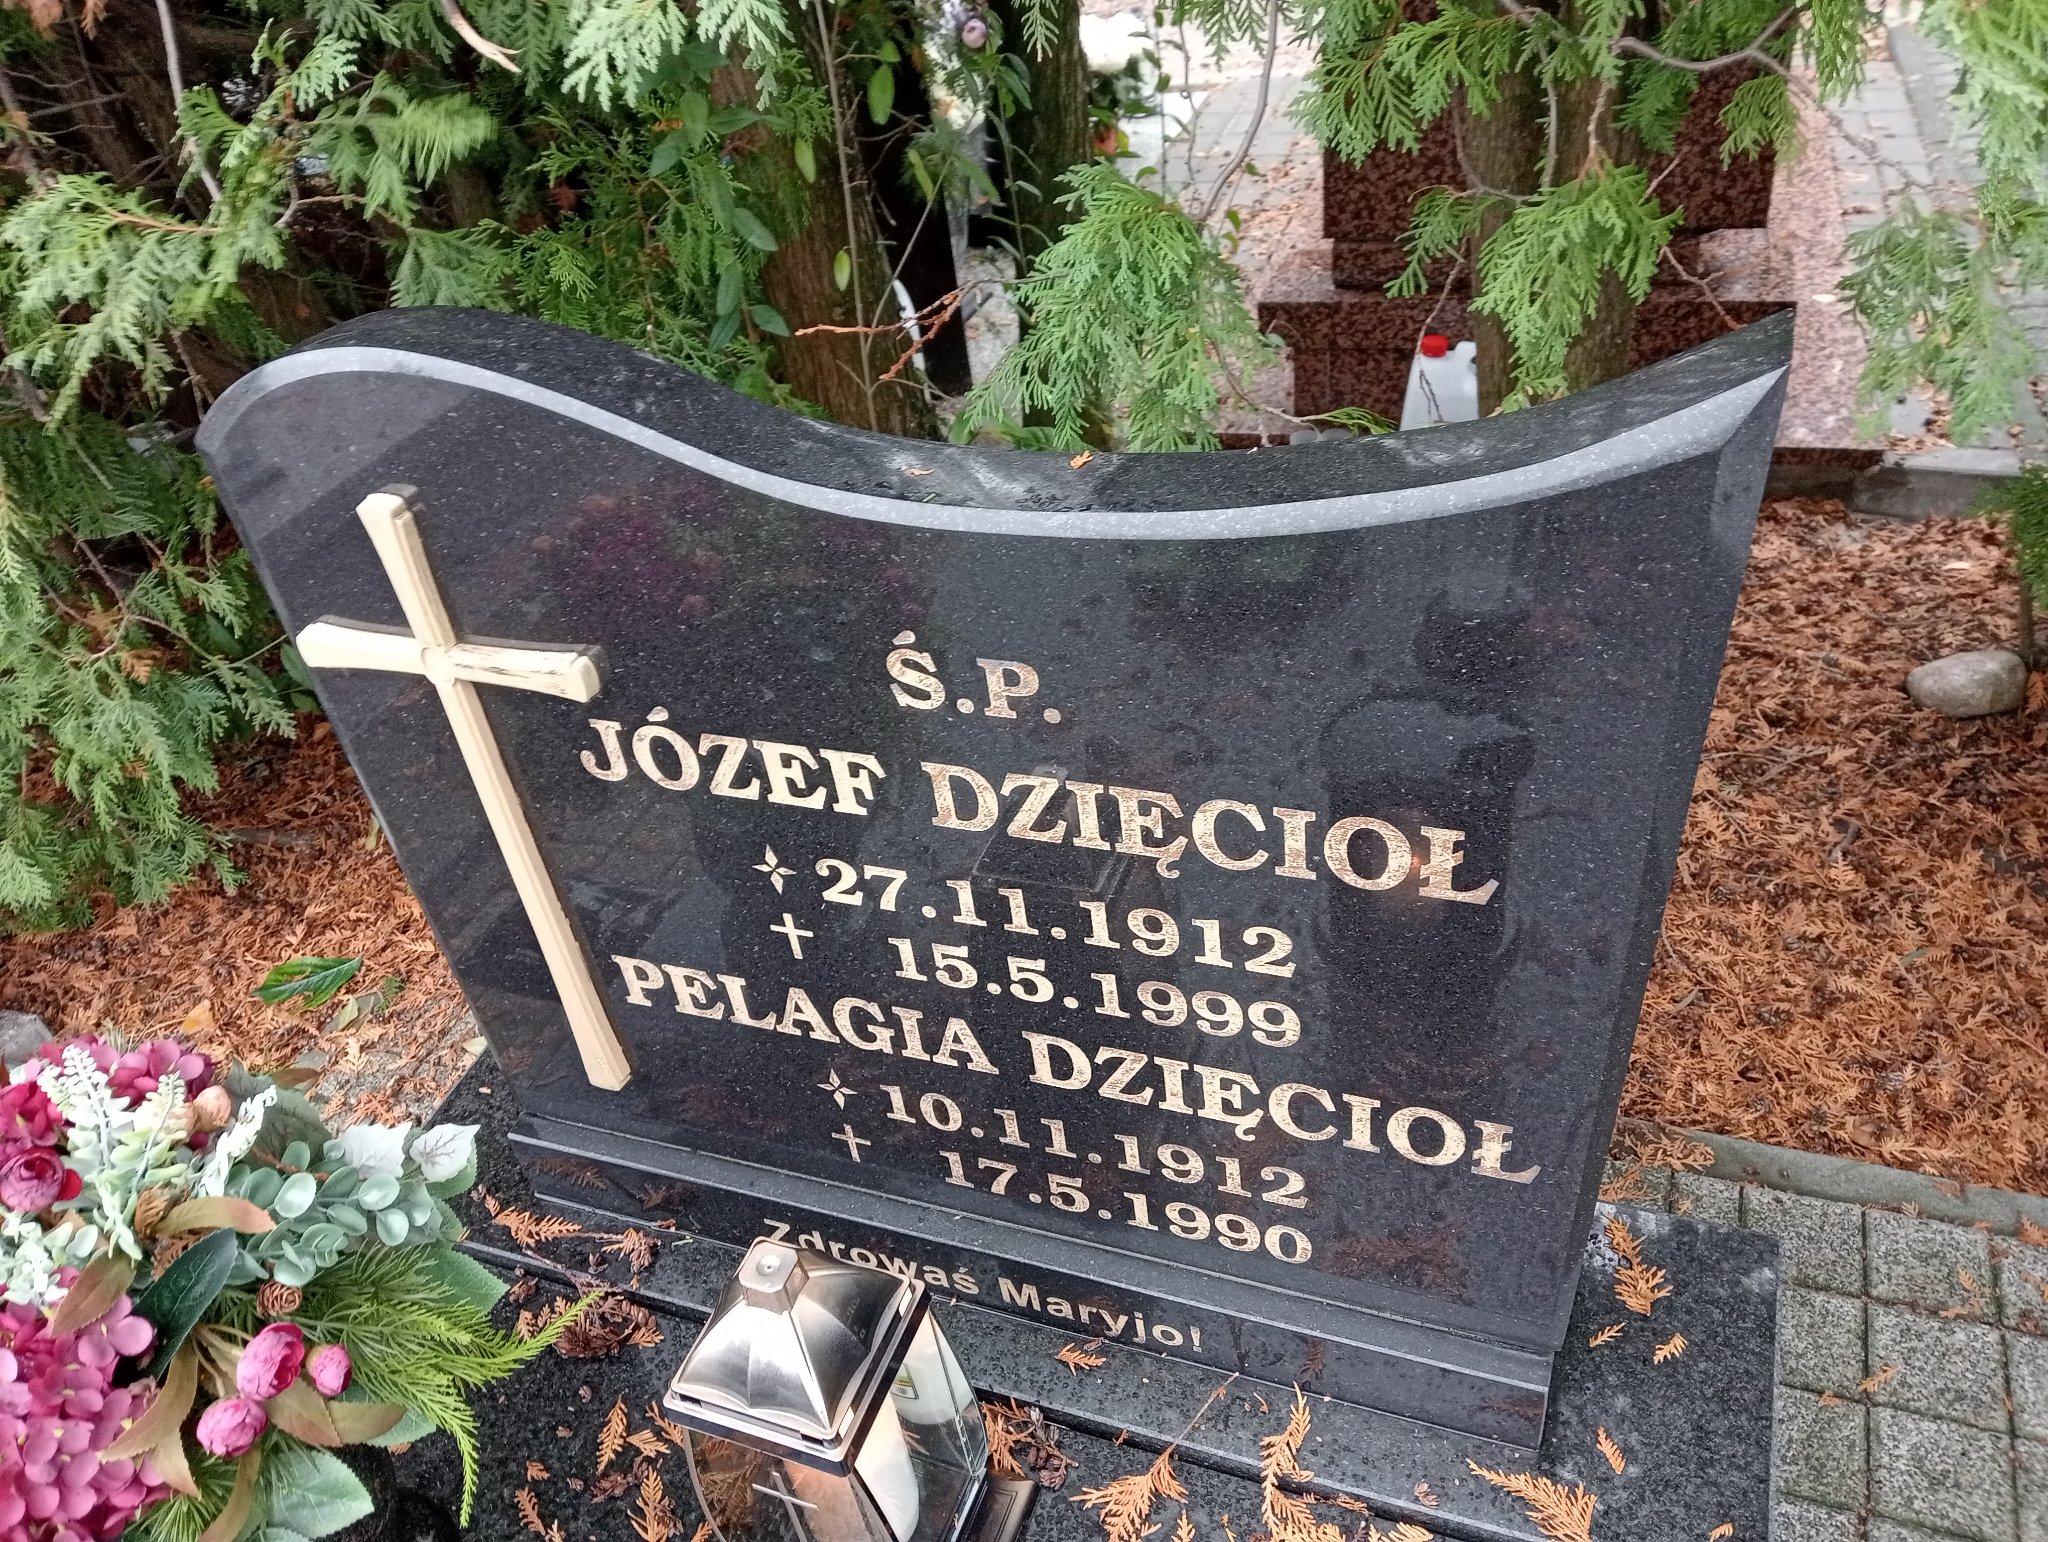 Ś.P.
JÓZEF DZIĘCIOŁ
27.11.1912
15.5.1999
PELAGIA DZIĘCIOŁ
10.11.1912
17.5.1990
Zdrowaś Maryjo!